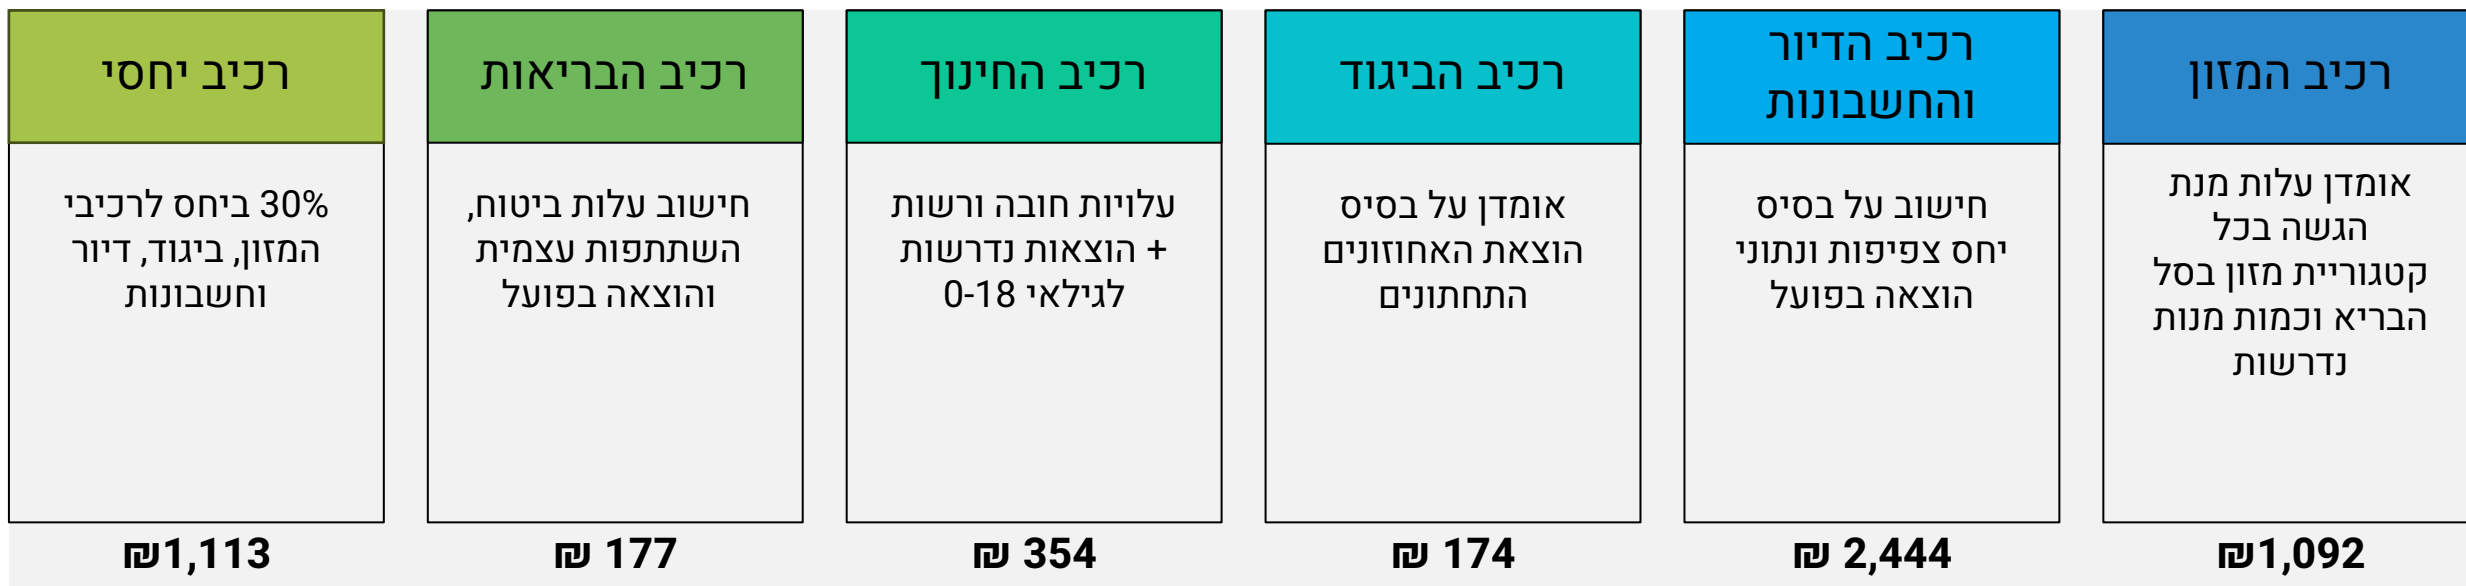 רכיב המזון
אומדן עלות מנת
הגשה בכל
קטגוריית מזון בסל
הבריא וכמות מנות
נדרשות
₪1,092
רכיב הדיור
והחשבונות
חישוב על בסיס
יחס צפיפות ונתוני
הוצאה בפועל
2,444 ₪
רכיב הביגוד
אומדן על בסיס
הוצאת האחוזונים
התחתונים
174 ₪
רכיב החינוך
עלויות חובה ורשות
+ הוצאות נדרשות
לגילאי 0-18
354 ₪
רכיב הבריאות
חישוב עלות ביטוח,
השתתפות עצמית
והוצאה בפועל
177 ₪
רכיב יחסי
30% ביחס לרכיבי
המזון, ביגוד, דיור
וחשבונות
₪1,113